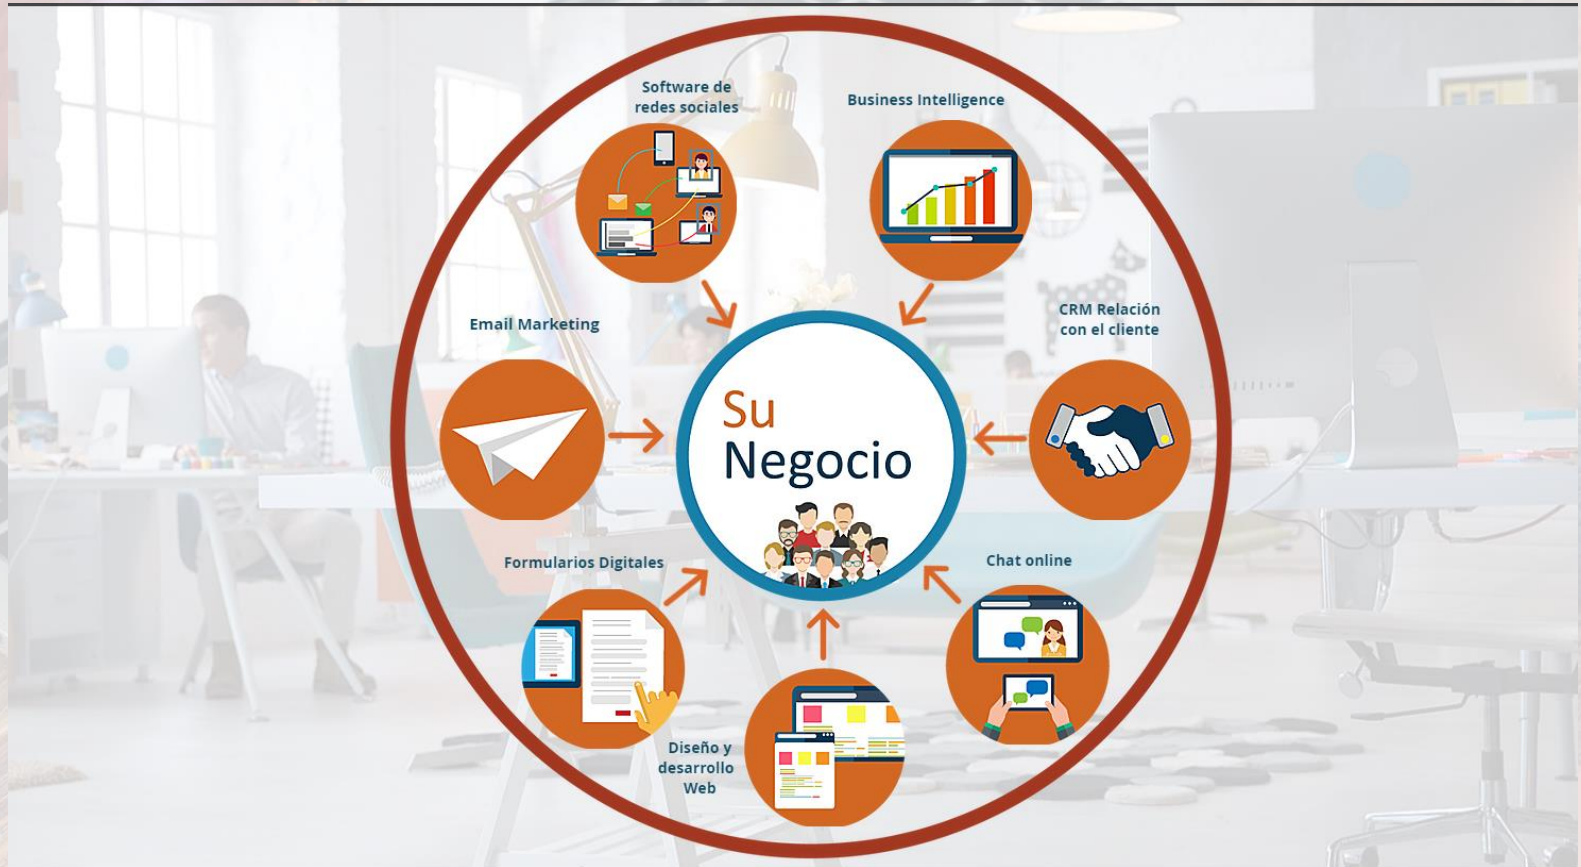 Software de
redes sociales
Business Intelligence
Email Marketing
CRM Relación
con el cliente
Su
Negocio
Formularios Digitales
Chat online
Diseño y
desarrollo
Web